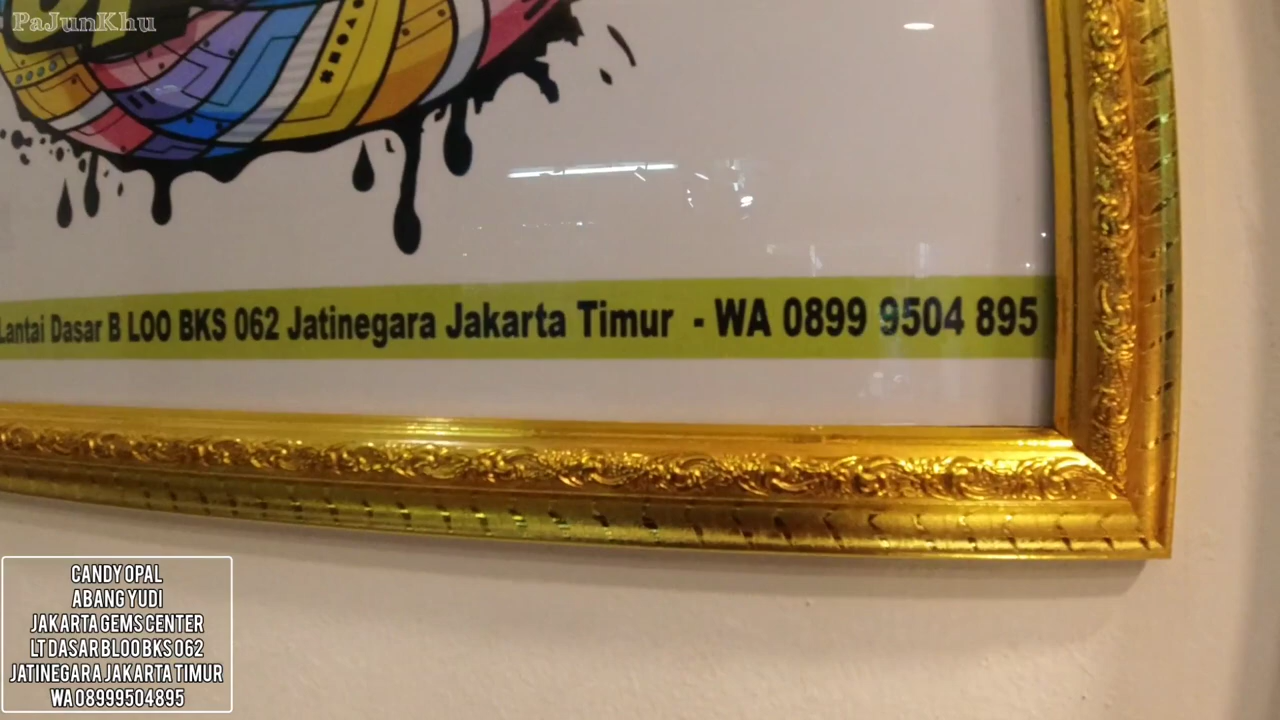 PaJunKhu
Lantai Dasar B LOO BKS 062 Jatinegara Jakarta Timur - WA 0899 9504 895
CANDY OPAL
ABANG YUDI
JAKARTA GEMS CENTER
LT DASAR B LOO BKS 062
JATINEGARA JAKARTA TIMUR
WA 08999504895